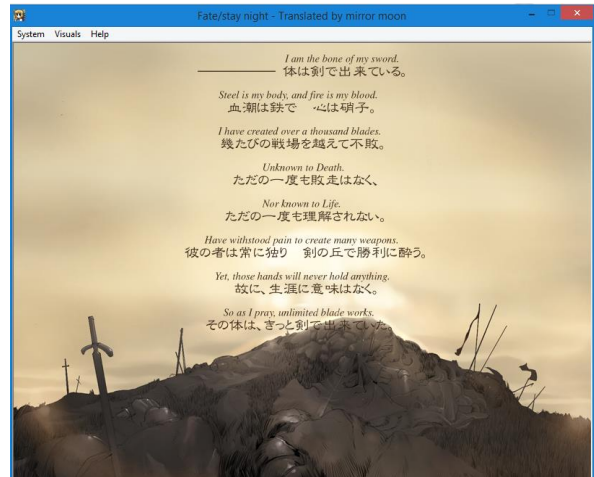 Fate/stay night - Translated by mirror moon
System Visuals Help
I am the bone of my sword.
――― 体は剣で出来ている。
Steel is my body, and fire is my blood.
血潮は鉄で 心は硝子。
I have created over a thousand blades.
幾たびの戦場を越えて不敗。
Unknown to Death.
ただの一度も敗走はなく、
Nor known to Life.
ただの一度も理解されない。
Have withstood pain to create many weapons.
彼の者は常に独り 剣の丘で勝利に酔う。
Yet, those hands will never hold anything.
故に、生涯に意味はなく。
So as I pray, unlimited blade works.
その体は、きっと剣で出来ていた。